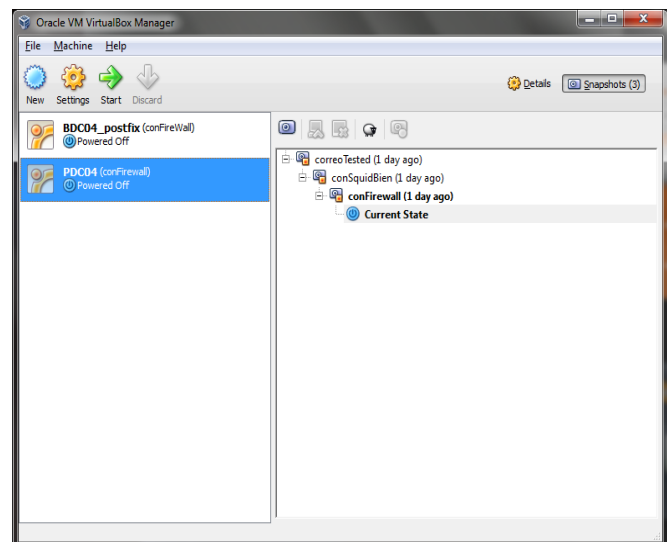 Oracle VM VirtualBox Manager
File Machine Help
New Settings Start Discard
Details Snapshots (3)
BDC04_postfix (conFireWall)
Powered Off
PDC04 (conFirewall)
Powered Off
correoTested (1 day ago)
conSquidBien (1 day ago)
conFirewall (1 day ago)
Current State